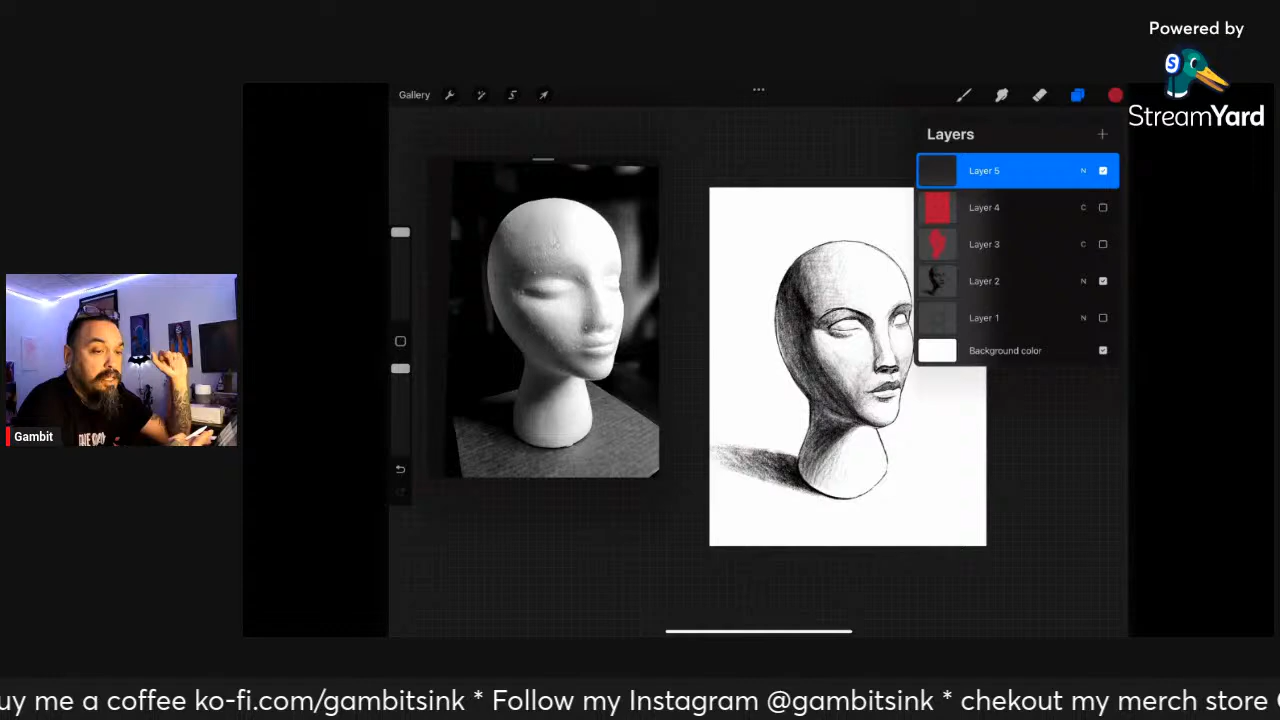 Powered by
StreamYard
Gallery
Layers
Layer 5 N
Layer 4 C
Layer 3 C
Layer 2 N
Layer 1 N
Background color
Gambit
uy me a coffee ko-fi.com/gambitsink * Follow my Instagram @gambitsink * chekout my merch store